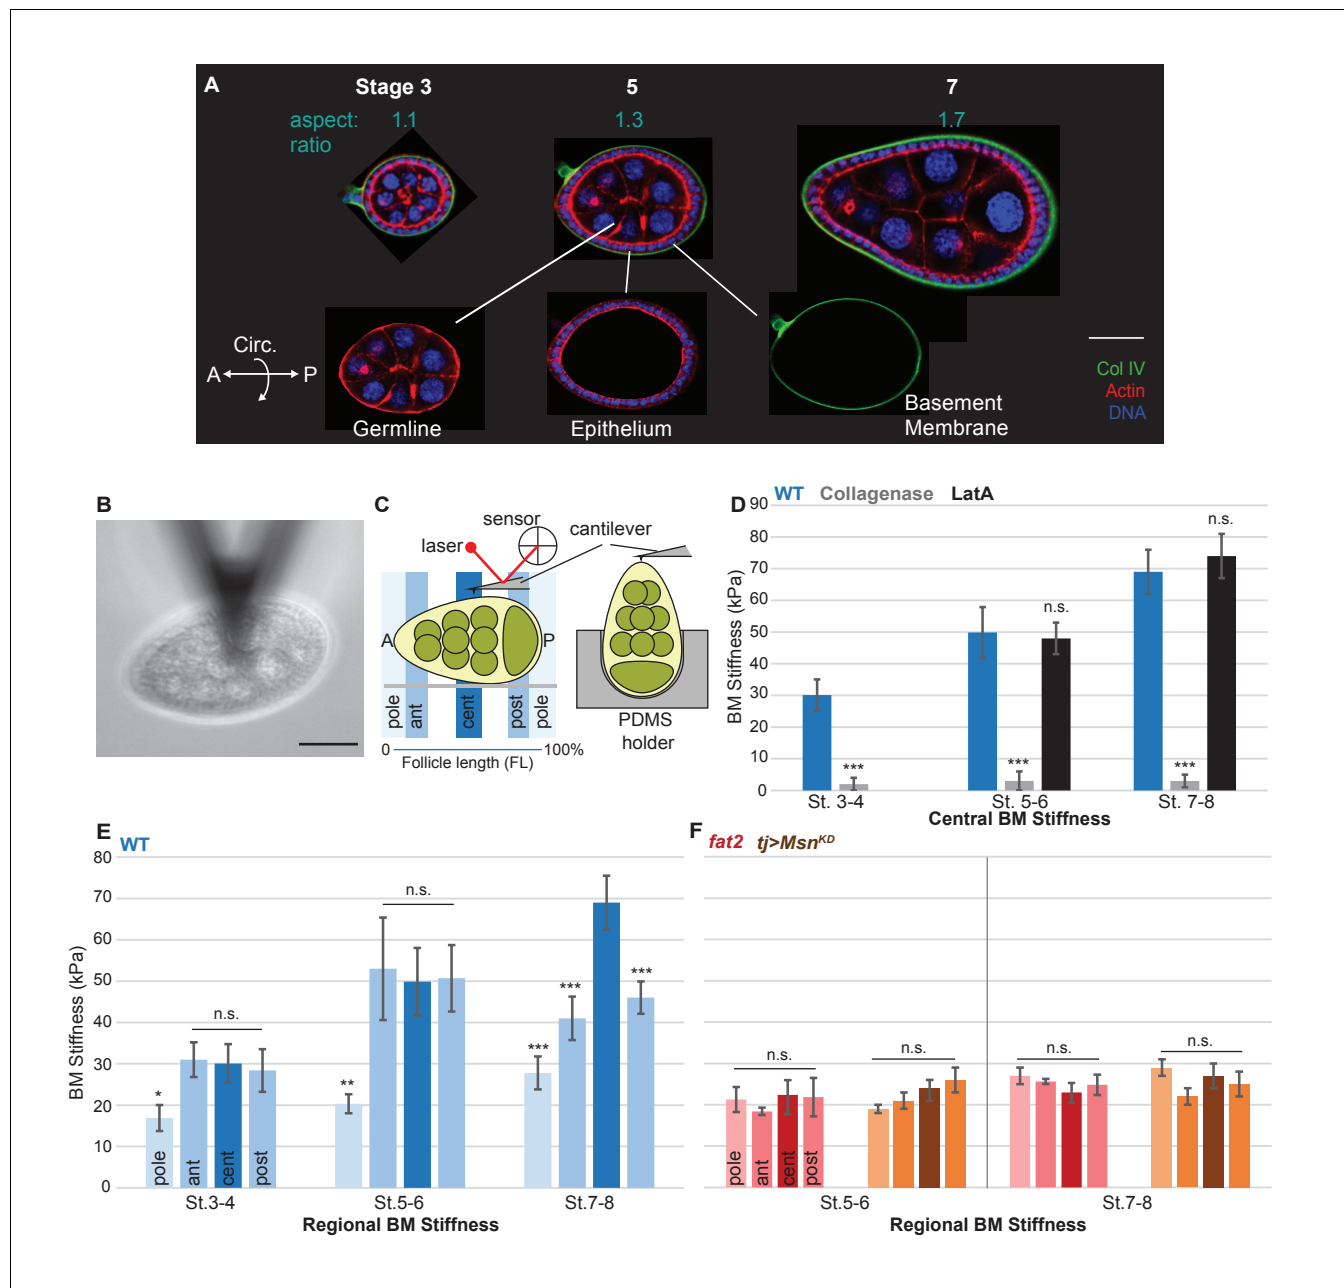 A
Stage 3
5
7
aspect: 1.1
1.3
1.7
ratio
Circ.
A
P
Germline
Epithelium
Basement
Membrane
Col IV
Actin
DNA
B
C
sensor
cantilever
laser
A
P
pole
ant
cent
post
pole
0
100%
Follicle length (FL)
PDMS
holder
D
WT Collagenase LatA
BM Stiffness (kPa)
90
80
70
60
50
40
30
20
10
0
***
***
n.s.
***
n.s.
St. 3-4
St. 5-6
St. 7-8
Central BM Stiffness
E
WT
BM Stiffness (kPa)
80
70
60
50
40
30
20
10
0
*
n.s.
**
n.s.
***
***
***
pole
ant
cent
post
St.3-4
St.5-6
St.7-8
Regional BM Stiffness
F
fat2 tj>MsnKD
n.s.
n.s.
n.s.
n.s.
pole
ant
cent
post
St.5-6
St.7-8
Regional BM Stiffness